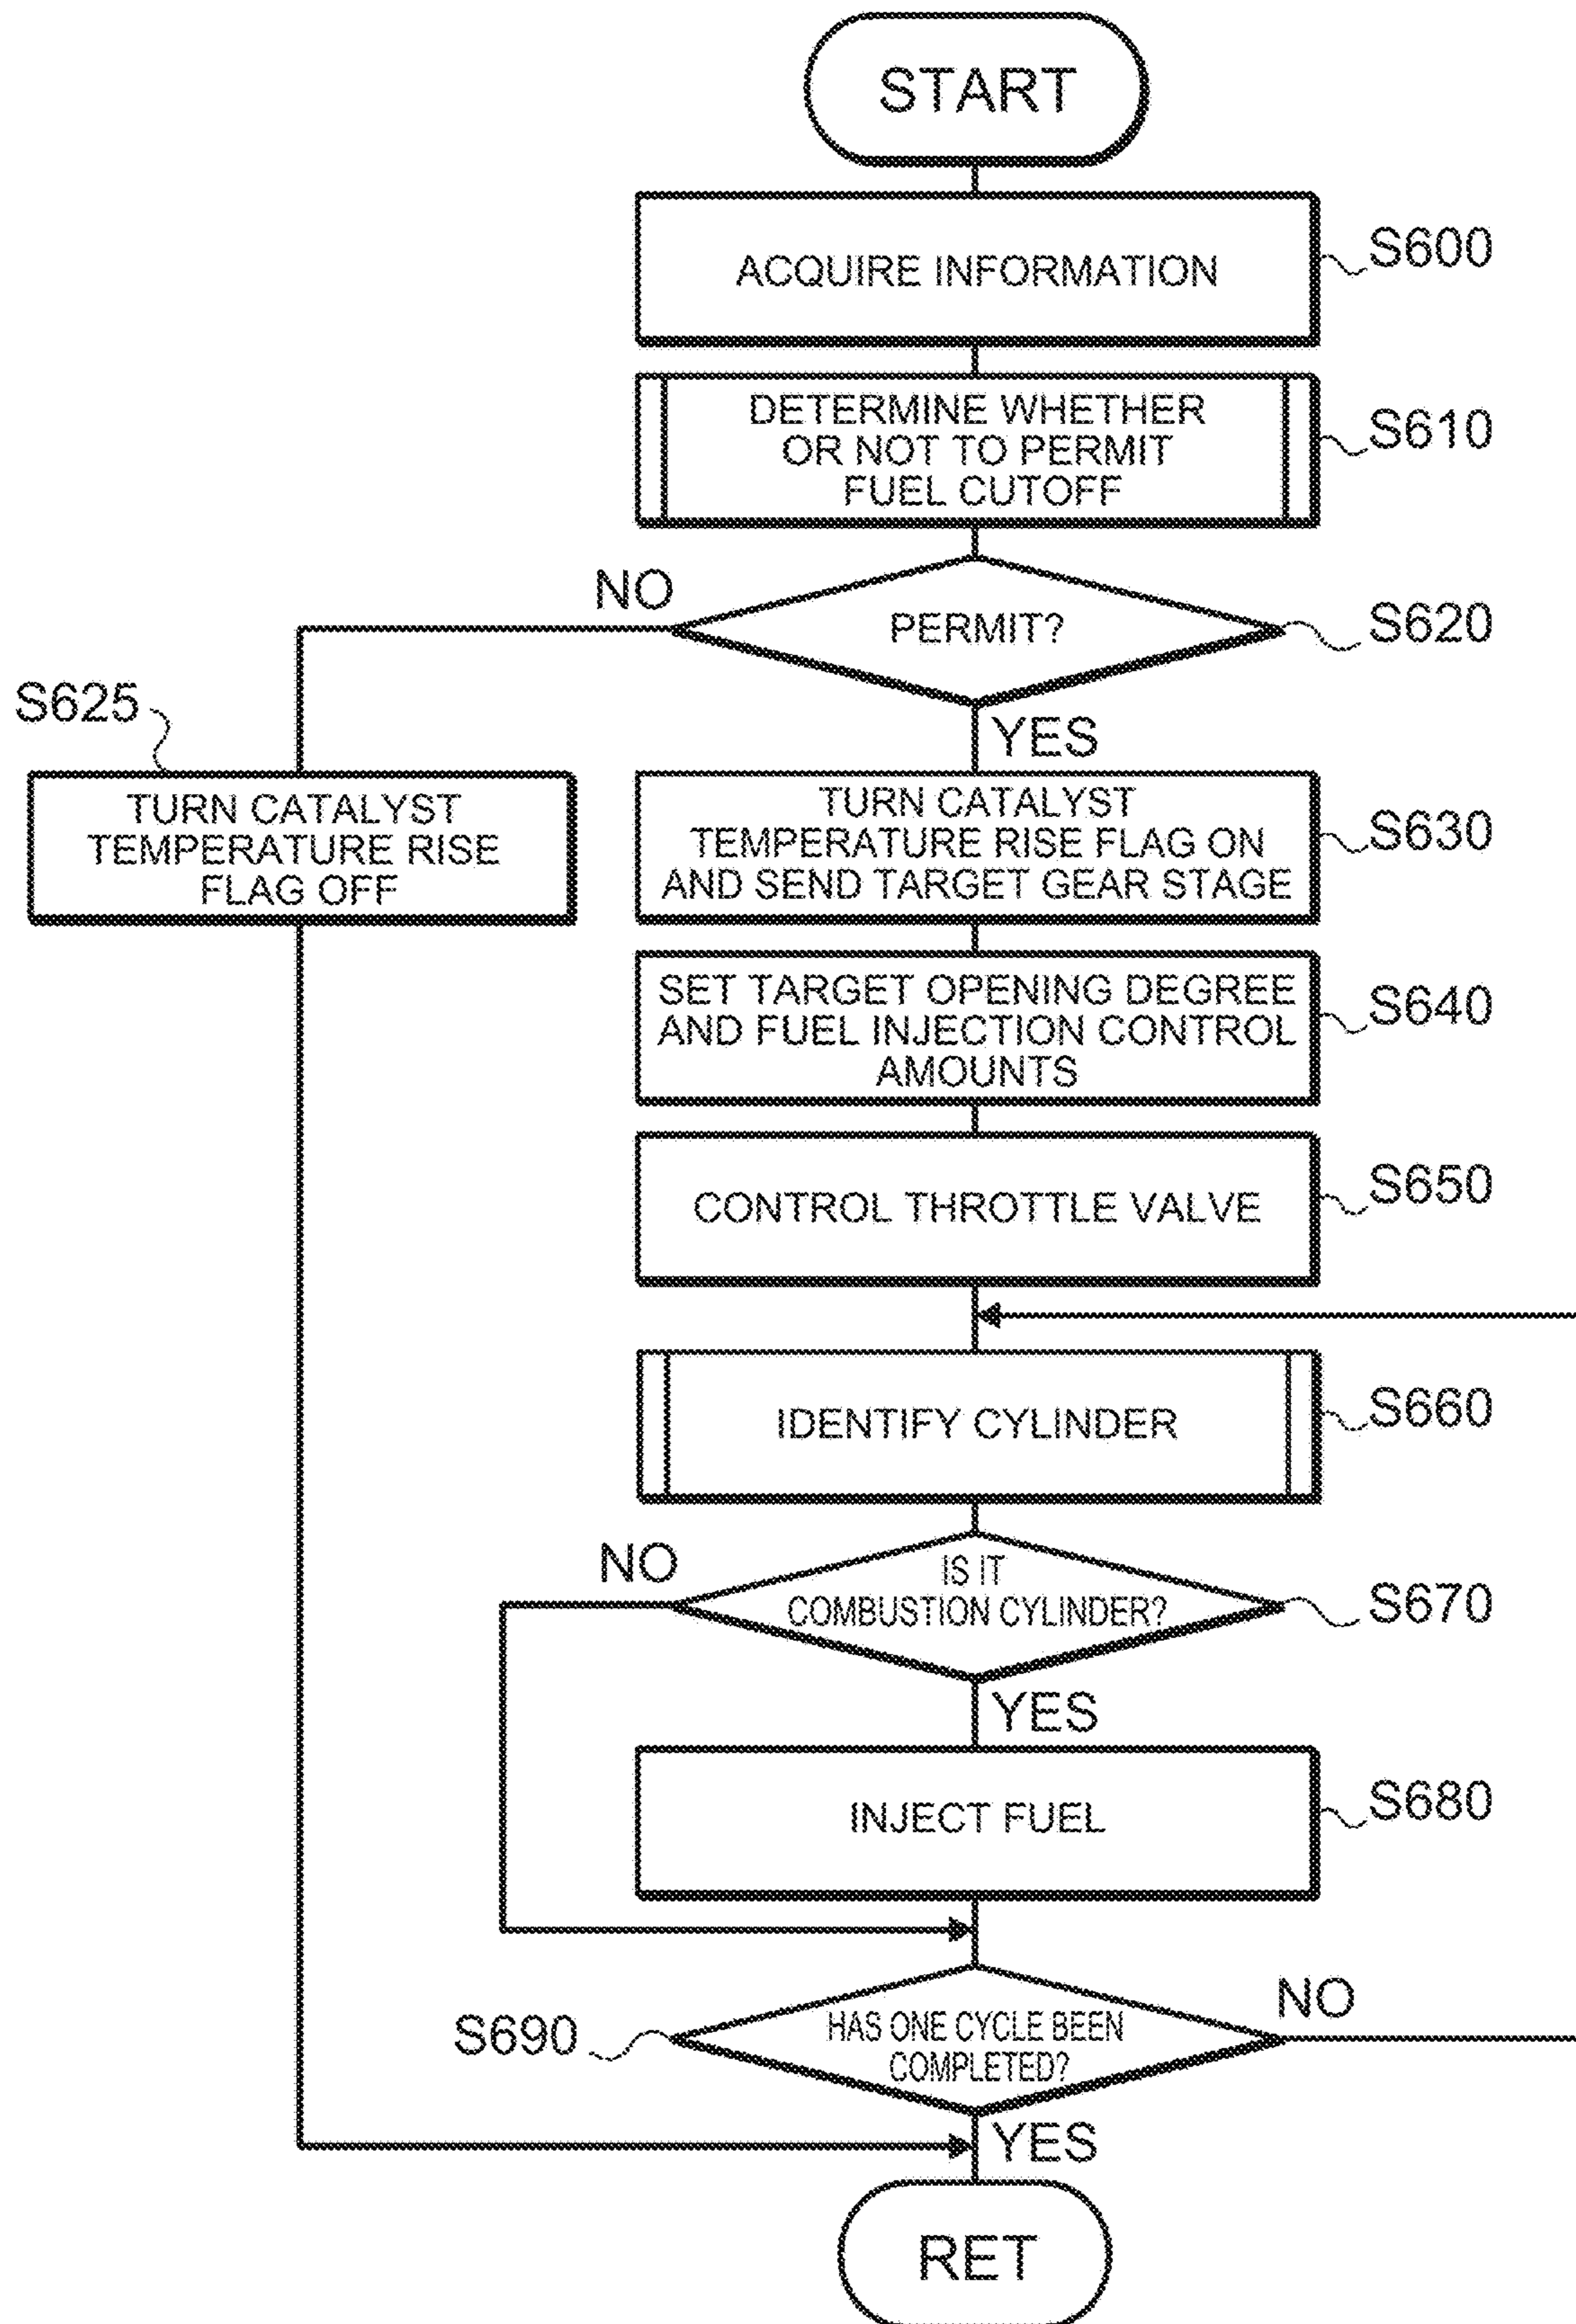 START
ACQUIRE INFORMATION
S600
DETERMINE WHETHER
OR NOT TO PERMIT
FUEL CUTOFF
S610
NO
PERMIT?
S620
YES
S625
TURN CATALYST
TEMPERATURE RISE
FLAG OFF
TURN CATALYST
TEMPERATURE RISE FLAG ON
AND SEND TARGET GEAR STAGE
S630
SET TARGET OPENING DEGREE
AND FUEL INJECTION CONTROL
AMOUNTS
S640
CONTROL THROTTLE VALVE
S650
IDENTIFY CYLINDER
S660
NO
IS IT
COMBUSTION CYLINDER?
S670
YES
INJECT FUEL
S680
S690
HAS ONE CYCLE BEEN
COMPLETED?
NO
YES
RET